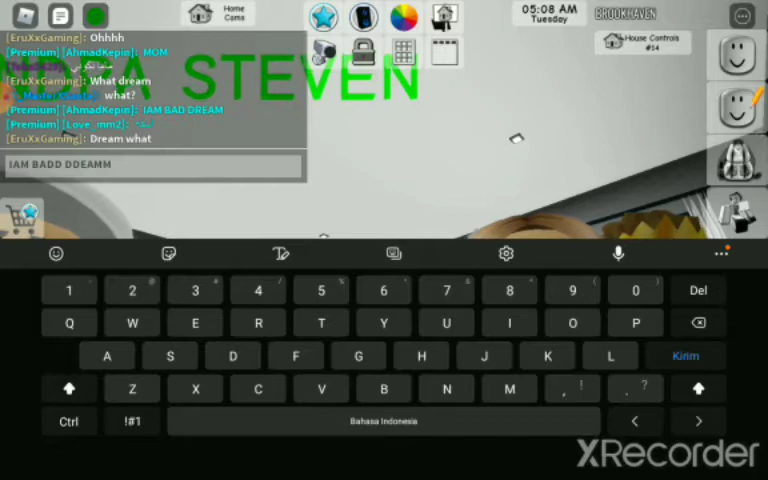 Home
Cams
05:08 AM
Tuesday
BROOKHAVEN
House Controls
#14
[EruXxGaming]: Ohhhh
[Premium] [AhmadKepin]: MOM
[EruXxGaming]: What dream
what?
[Premium] [AhmadKepin]: IAM BAD DREAM
[Premium] [Love_mm2]:
[EruXxGaming]: Dream what
NDRA STEVEN
IAM BADD DDEAMM
1 2 3 4 5 6 7 8 9 0 Del
Q W E R T Y U I O P
A S D F G H J K L Kirim
Z X C V B N M , ! . ?
Ctrl !#1 Bahasa Indonesia < >
XRecorder